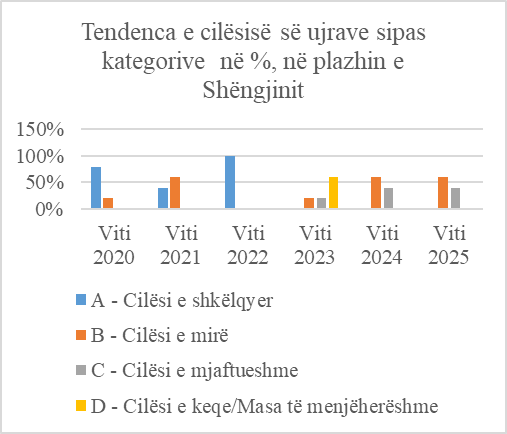 Tendenca e cilësisë së ujrave sipas
kategorive në %, në plazhin e
Shëngjinit
150%
100%
50%
0%
Viti 2020
Viti 2021
Viti 2022
Viti 2023
Viti 2024
Viti 2025
A - Cilësi e shkëlqyer
B - Cilësi e mirë
C - Cilësi e mjaftueshme
D - Cilësi e keqe/Masa të menjëherëshme